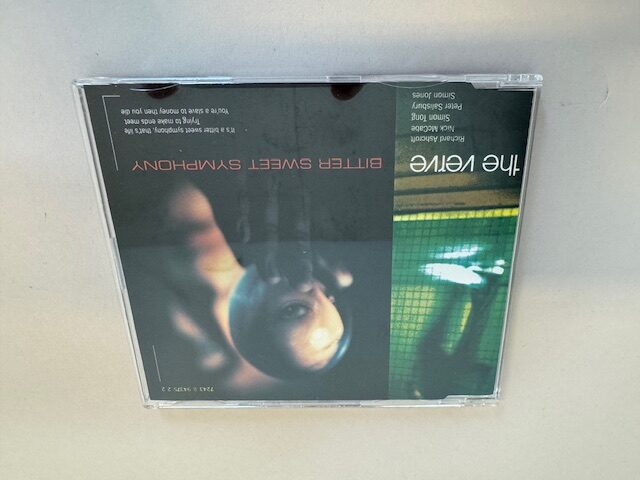 the verve
Richard Ashcroft
Nick McCabe
Simon Tong
Peter Salisbury
Simon Jones
BITTER SWEET SYMPHONY
It's a bitter sweet symphony, that's life
Trying to make ends meet
You're a slave to money then you die
7243 8 94375 2 2